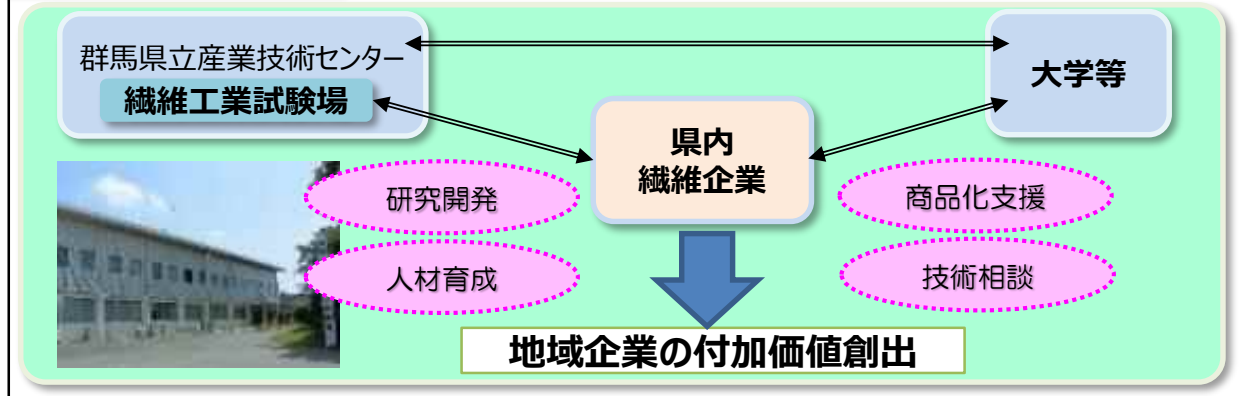 群馬県立産業技術センター
繊維工業試験場
大学等
県内
繊維企業
研究開発
商品化支援
人材育成
技術相談
地域企業の付加価値創出